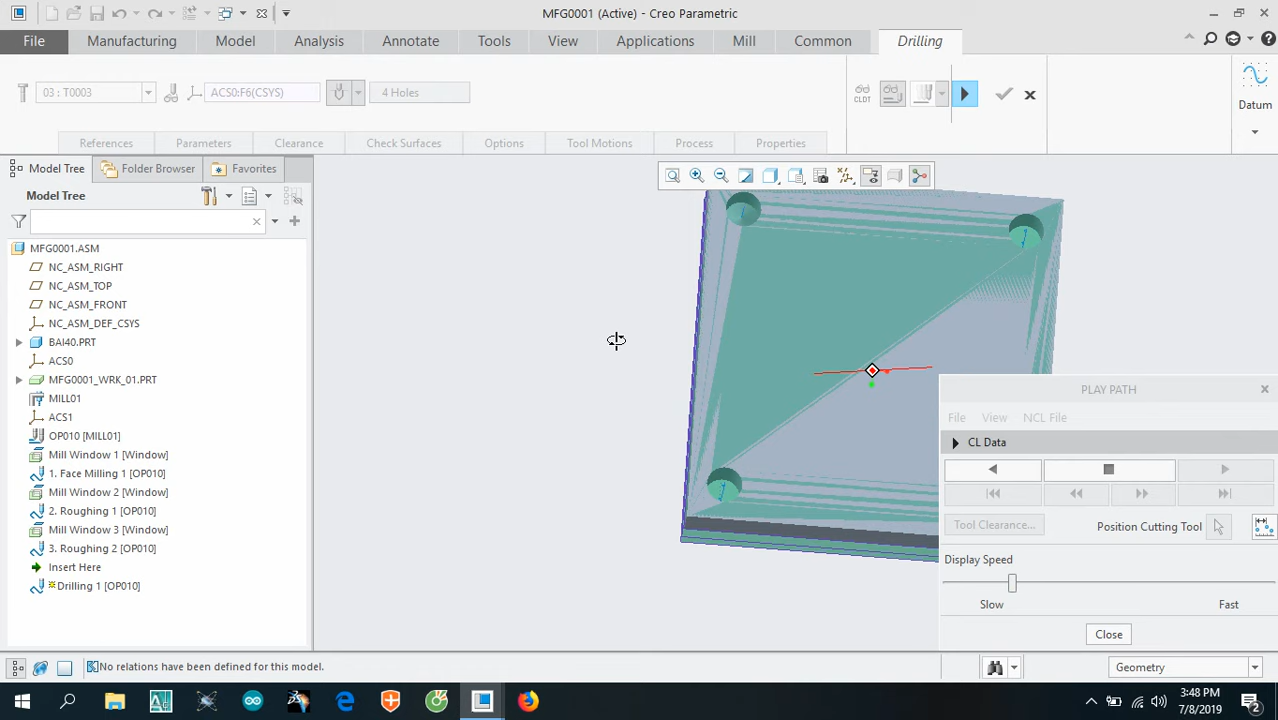 MFG0001 (Active) - Creo Parametric
File Manufacturing Model Analysis Annotate Tools View Applications Mill Common Drilling
03 : T0003 ACS0:F6(CSYS) 4 Holes CLDT Datum
References Parameters Clearance Check Surfaces Options Tool Motions Process Properties
Model Tree Folder Browser Favorites
Model Tree
MFG0001.ASM
NC_ASM_RIGHT
NC_ASM_TOP
NC_ASM_FRONT
NC_ASM_DEF_CSYS
BAI40.PRT
ACS0
MFG0001_WRK_01.PRT
MILL01
ACS1
OP010 [MILL01]
Mill Window 1 [Window]
1. Face Milling 1 [OP010]
Mill Window 2 [Window]
2. Roughing 1 [OP010]
Mill Window 3 [Window]
3. Roughing 2 [OP010]
Insert Here
Drilling 1 [OP010]
PLAY PATH
File View NCL File
CL Data
Tool Clearance... Position Cutting Tool
Display Speed
Slow Fast
Close
No relations have been defined for this model.
Geometry
3:48 PM
7/8/2019
2